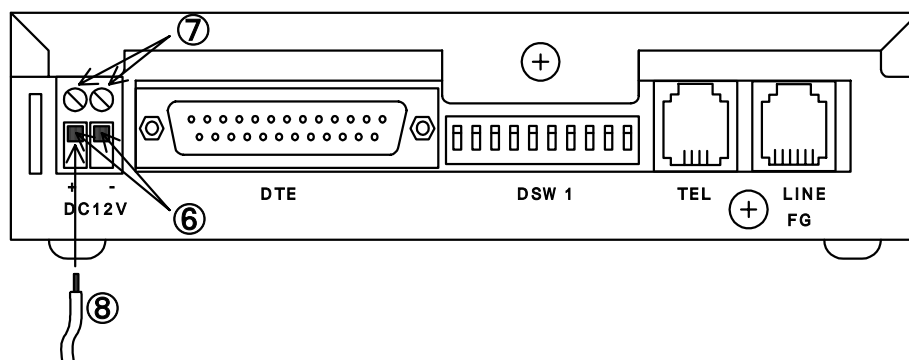 ⑦
+ -
DC12V
⑥
DTE
DSW 1
TEL
LINE
FG
⑧